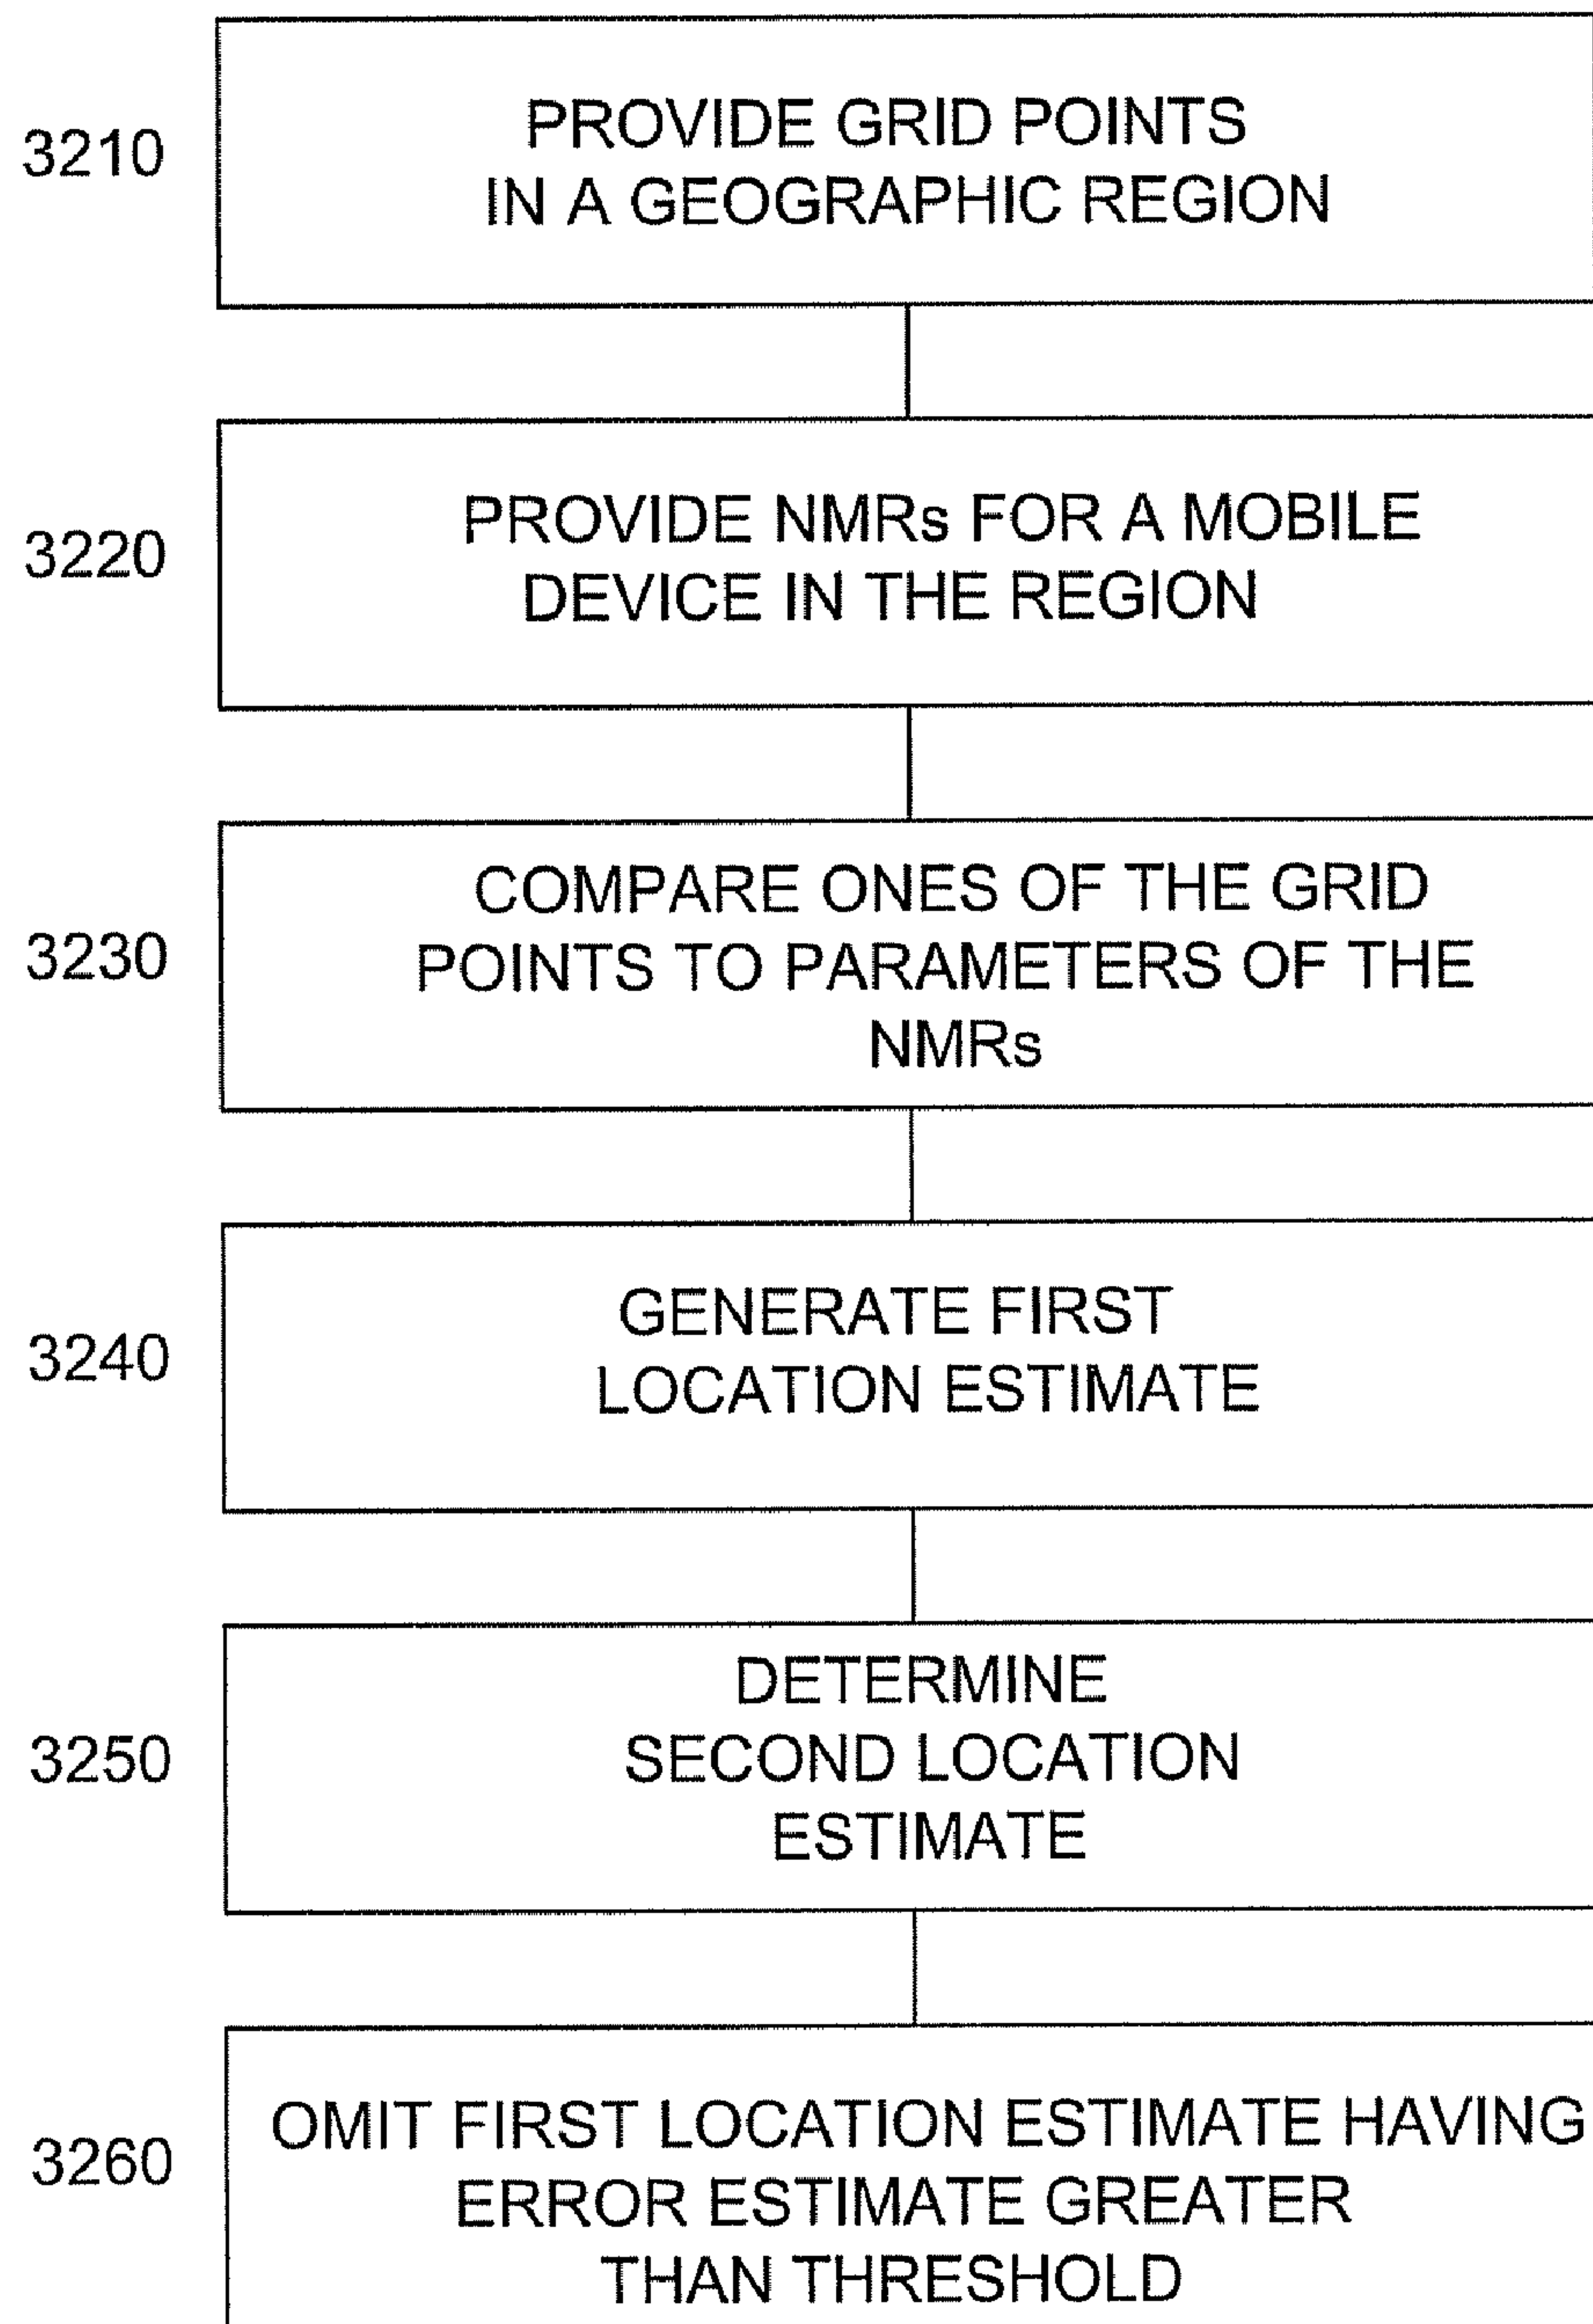 3210
PROVIDE GRID POINTS
IN A GEOGRAPHIC REGION
3220
PROVIDE NMRs FOR A MOBILE
DEVICE IN THE REGION
3230
COMPARE ONES OF THE GRID
POINTS TO PARAMETERS OF THE
NMRs
3240
GENERATE FIRST
LOCATION ESTIMATE
3250
DETERMINE
SECOND LOCATION
ESTIMATE
3260
OMIT FIRST LOCATION ESTIMATE HAVING
ERROR ESTIMATE GREATER
THAN THRESHOLD